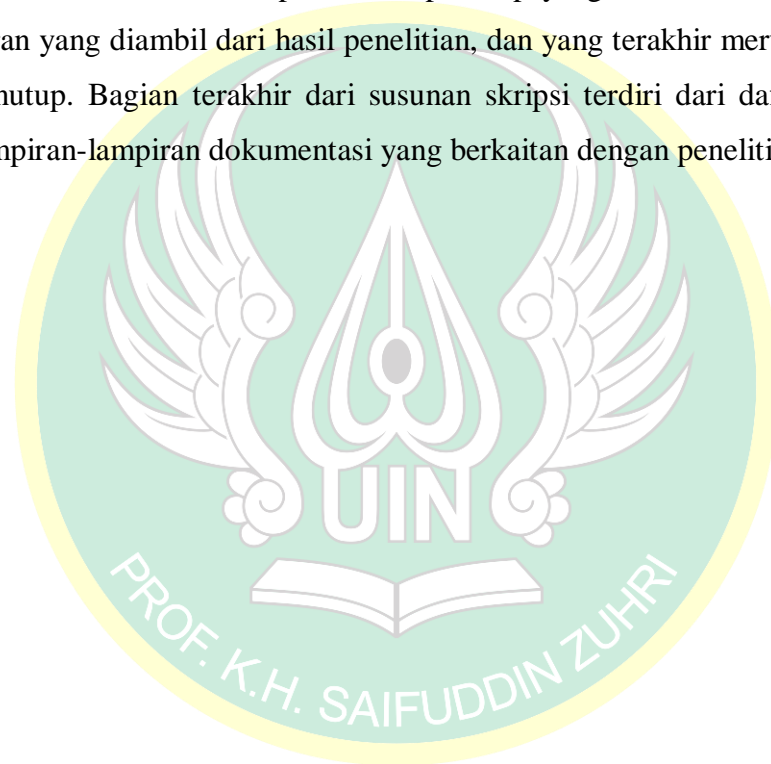 ran yang diambil dari hasil penelitian, dan yang terakhir mer
nutup. Bagian terakhir dari susunan skripsi terdiri dari da
mpiran-lampiran dokumentasi yang berkaitan dengan peneliti
UIN
PROF. K.H. SAIFUDDIN ZUHRI